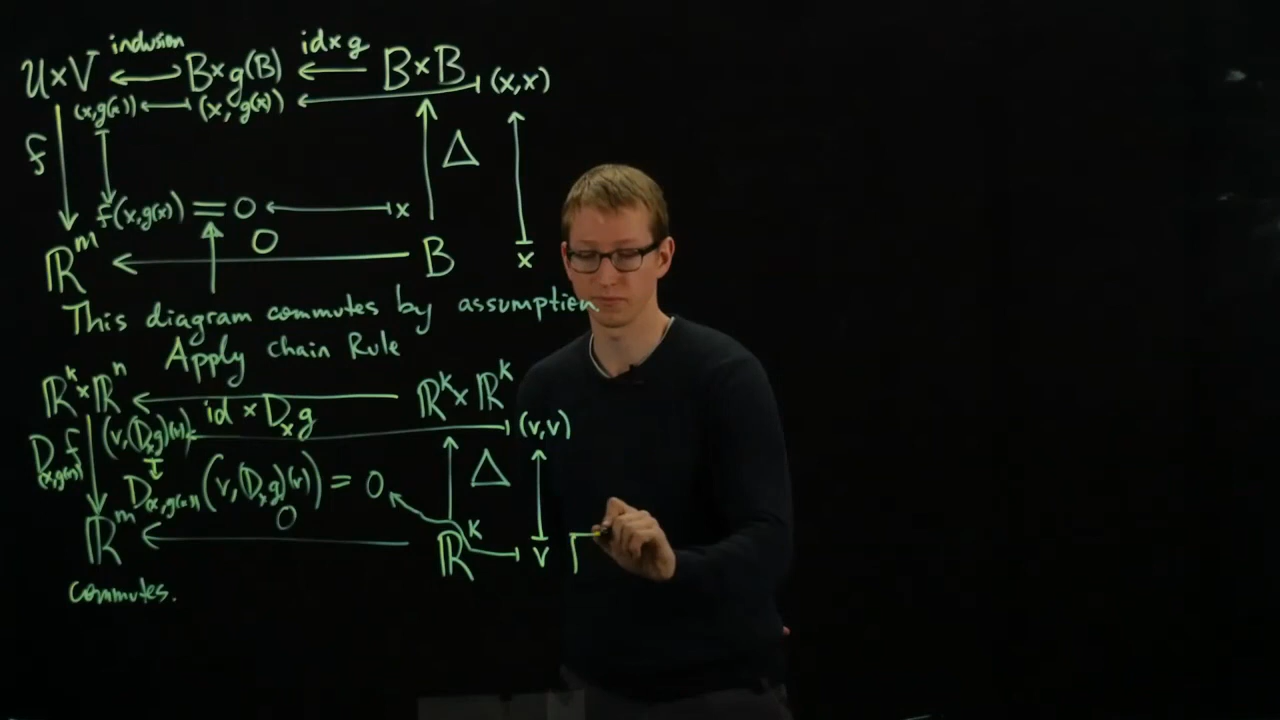 U×V ← inclusion B×g(B) ← id×g B×B (x,x)
(x,g(x)) ↤ (x,g(x)) ↤
f Δ
f(x,g(x)) = 0 ↤ x
ℝ^m ← 0 B x
This diagram commutes by assumption
Apply chain Rule
ℝ^k×ℝ^n ← ℝ^k×ℝ^k
id × D_x g
D_(x,g(x)) f (v,(D_x g)(v)) ↤ (v,v)
D_(x,g(x)) (v,(D_x g)(v)) = 0 Δ
ℝ^m ← 0 ℝ^k v
commutes.